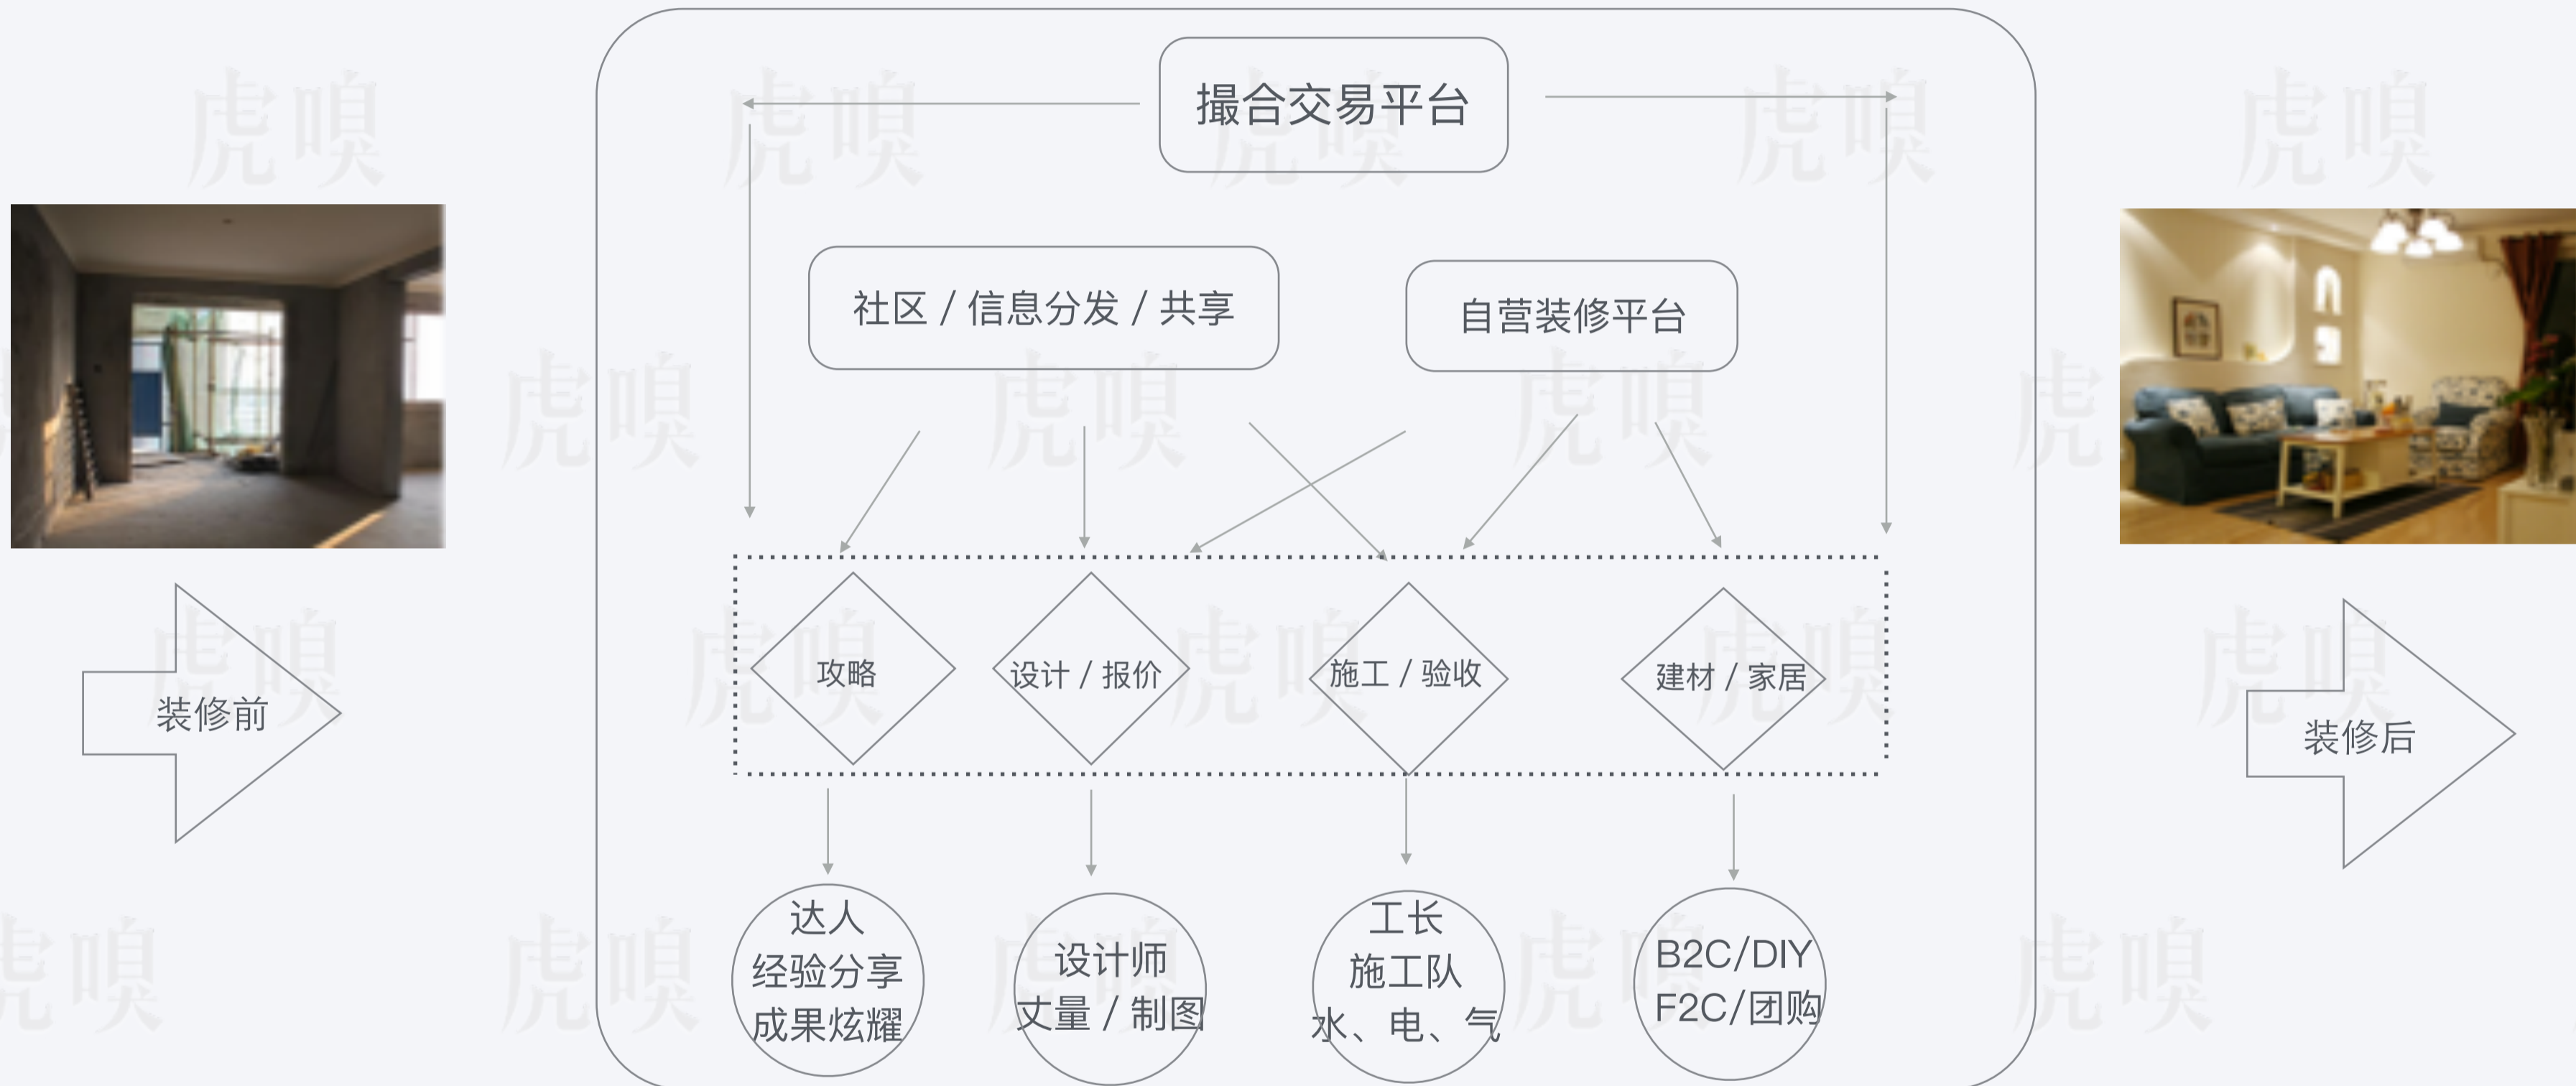 撮合交易平台
社区 / 信息分发 / 共享
自营装修平台
攻略
设计 / 报价
施工 / 验收
建材 / 家居
装修前
装修后
达人
经验分享
成果炫耀
设计师
丈量 / 制图
工长
施工队
水、电、气
B2C/DIY
F2C/团购
虎嗅